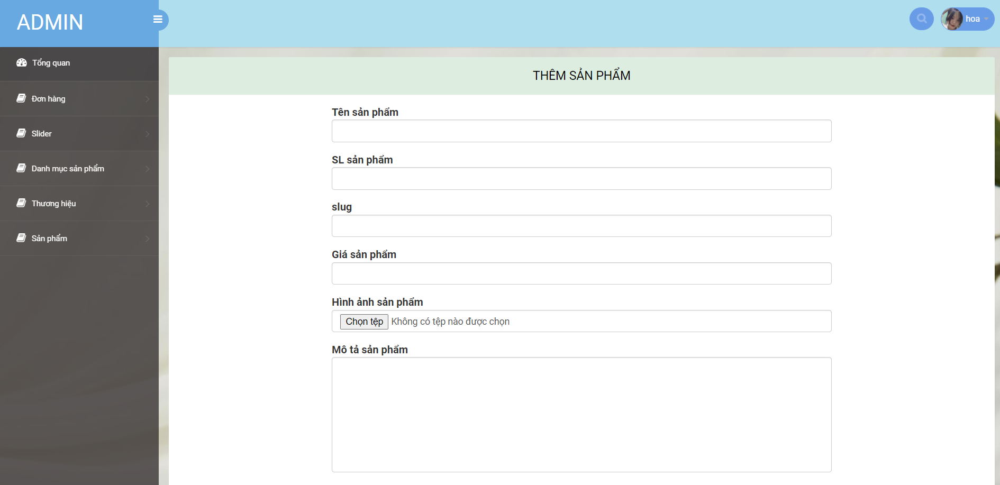 ADMIN
hoa
Tổng quan
Đơn hàng
Slider
Danh mục sản phẩm
Thương hiệu
Sản phẩm
THÊM SẢN PHẨM
Tên sản phẩm
SL sản phẩm
slug
Giá sản phẩm
Hình ảnh sản phẩm
Chọn tệp Không có tệp nào được chọn
Mô tả sản phẩm